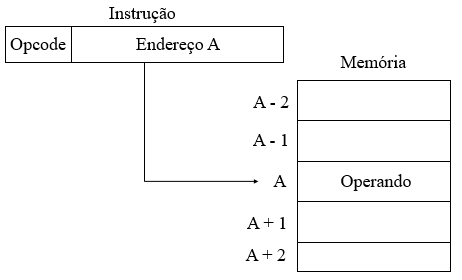 Instrução
Opcode Endereço A
Memória
A - 2
A - 1
A Operando
A + 1
A + 2